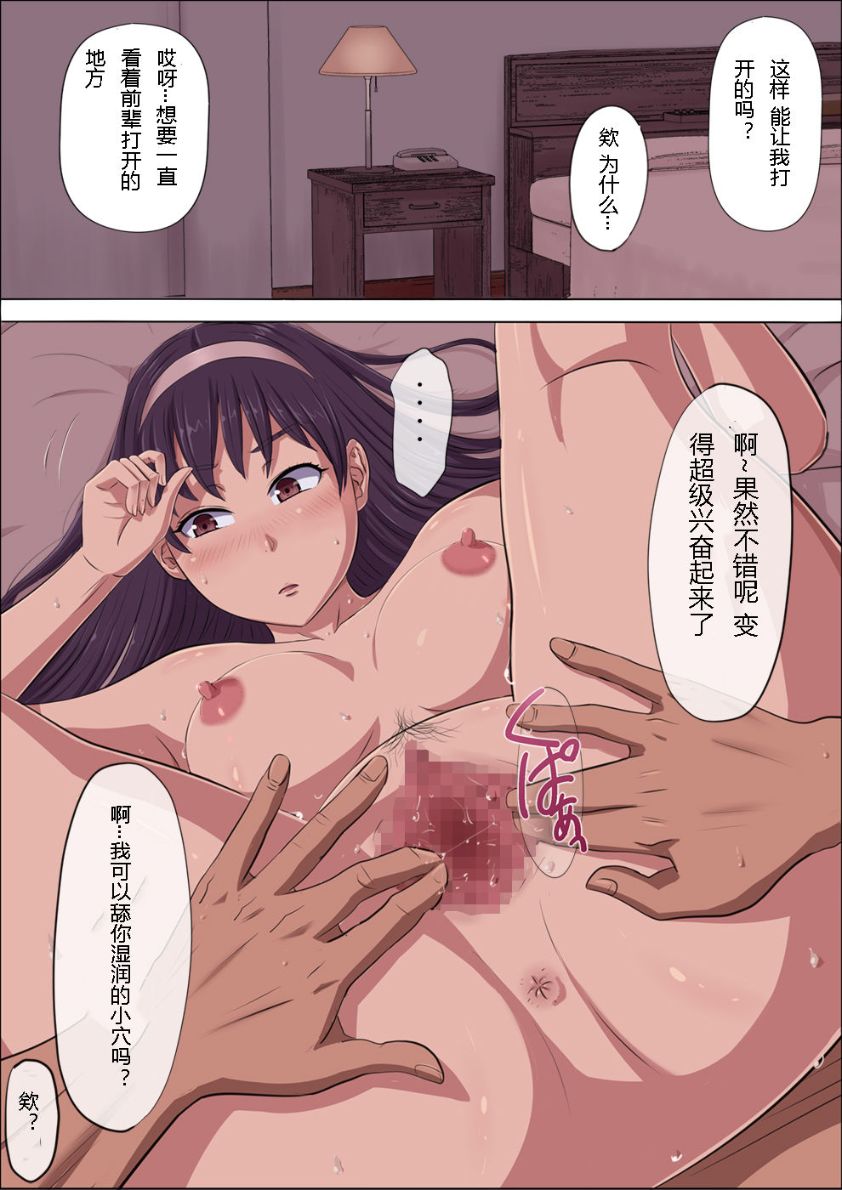 这样 能让我打
开的吗？
欸 为什么…
哎呀…想要一直
看着前辈打开的
地方
・・・・
啊~果然不错呢 变
得超级兴奋起来了
くぱあぁ
啊…我可以舔你湿润的小穴吗？
欸？